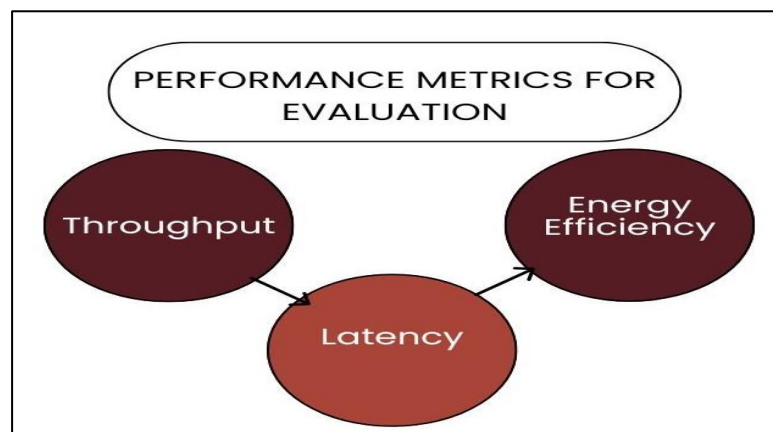 PERFORMANCE METRICS FOR
EVALUATION
Throughput
Energy
Efficiency
Latency